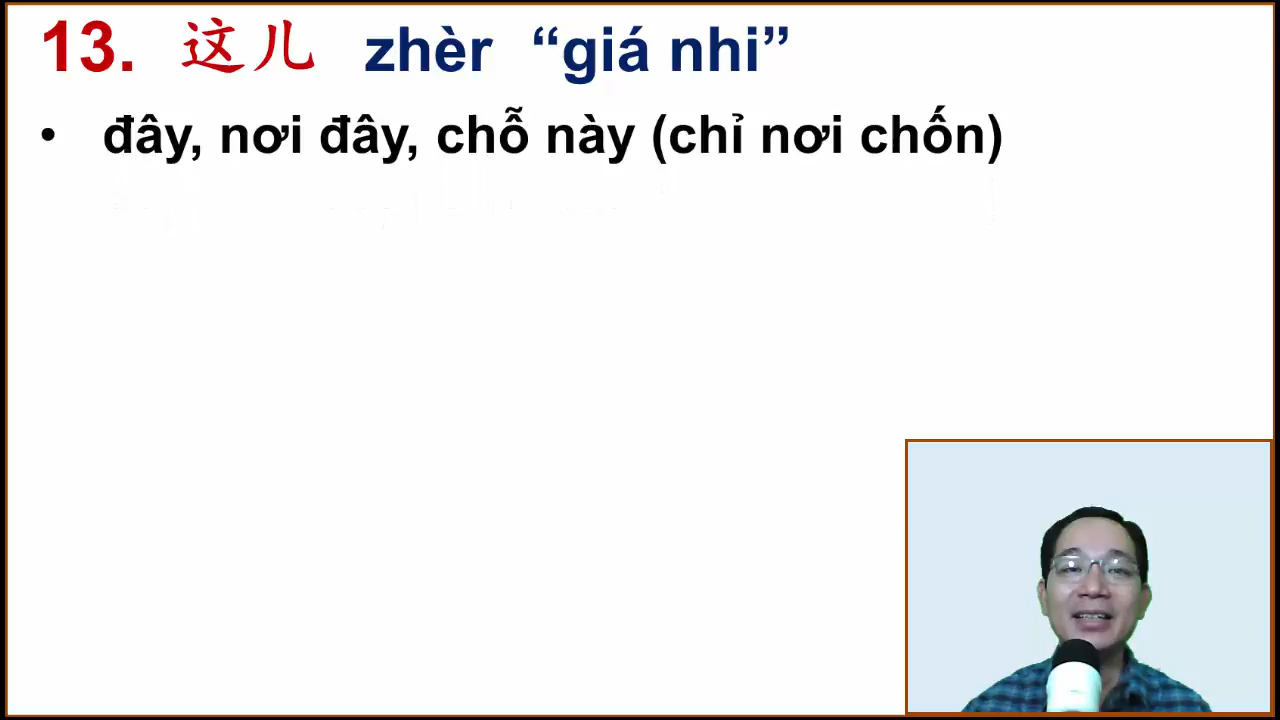 13. 这儿 zhèr “giá nhi”
• đây, nơi đây, chỗ này (chỉ nơi chốn)